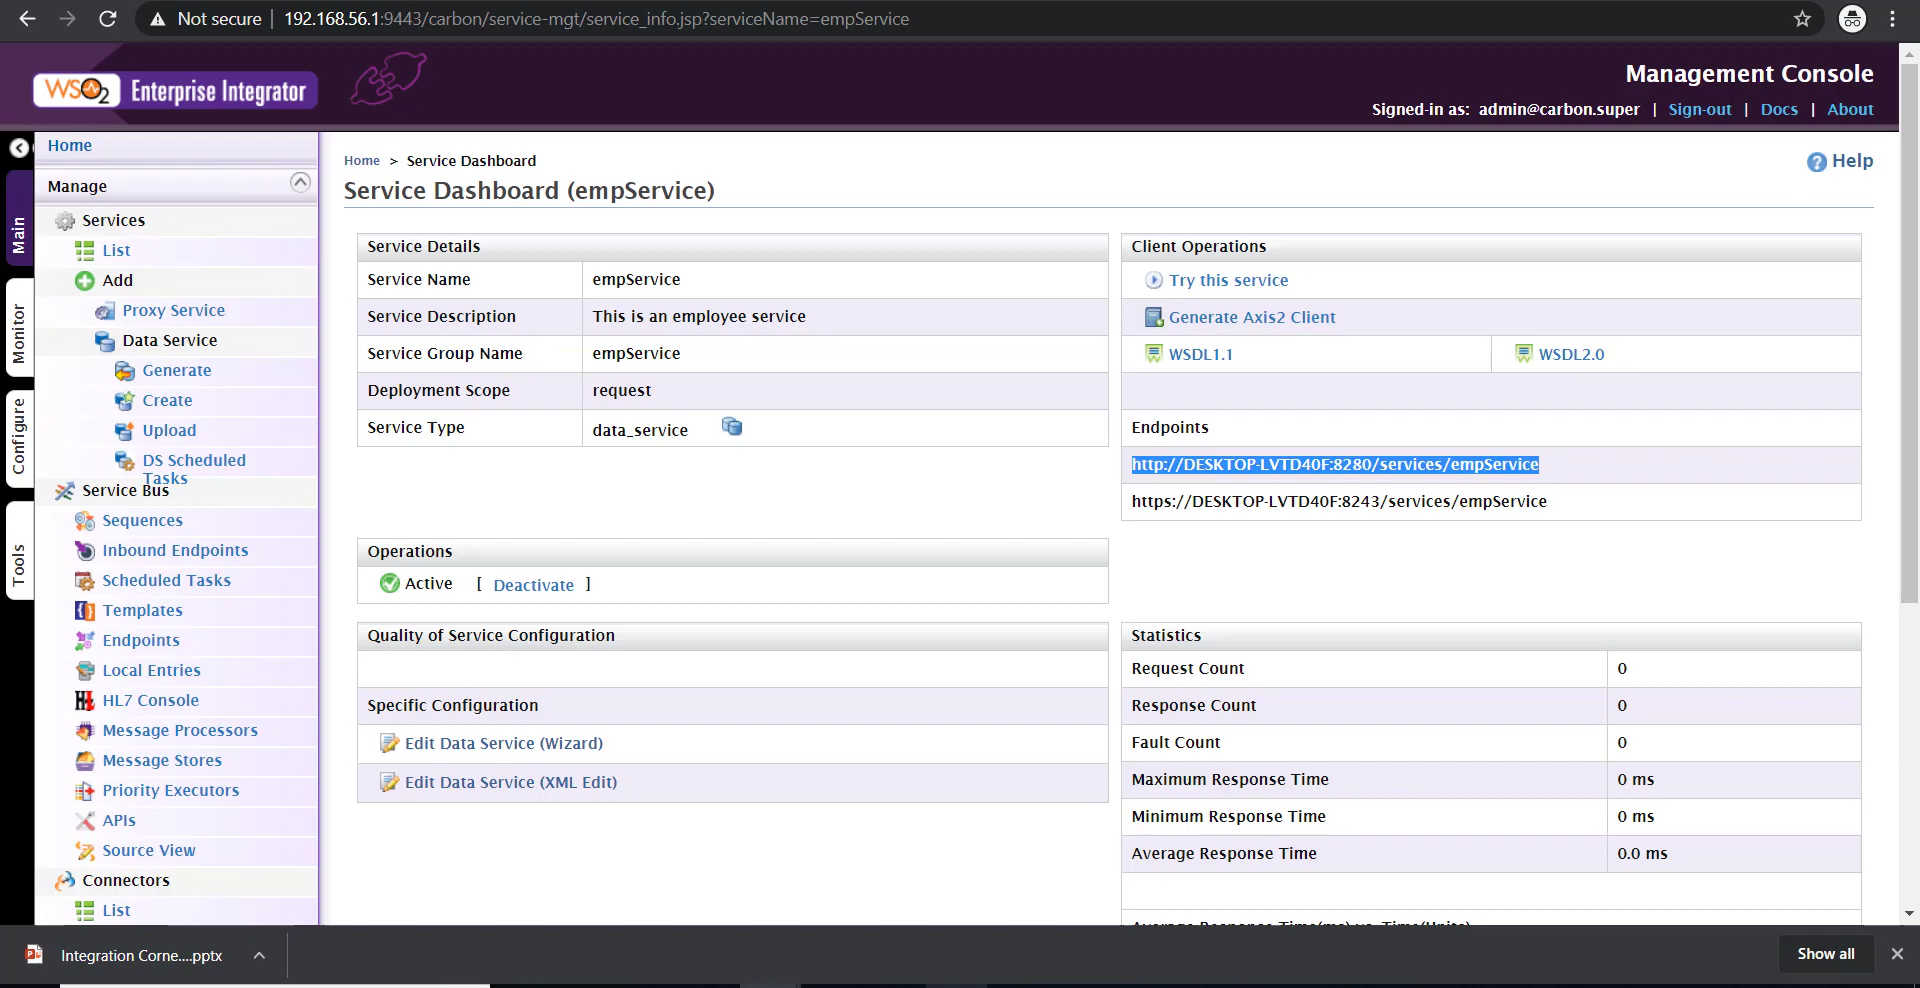 Not secure | 192.168.56.1:9443/carbon/service-mgt/service_info.jsp?serviceName=empService
WSO2 Enterprise Integrator
Management Console
Signed-in as: admin@carbon.super | Sign-out | Docs | About
Main
Monitor
Configure
Tools
Home
Manage
Services
List
Add
Proxy Service
Data Service
Generate
Create
Upload
DS Scheduled
Tasks
Service Bus
Sequences
Inbound Endpoints
Scheduled Tasks
Templates
Endpoints
Local Entries
HL7 Console
Message Processors
Message Stores
Priority Executors
APIs
Source View
Connectors
List
Home > Service Dashboard
Help
Service Dashboard (empService)
Service Details
Service Name empService
Service Description This is an employee service
Service Group Name empService
Deployment Scope request
Service Type data_service
Client Operations
Try this service
Generate Axis2 Client
WSDL1.1 WSDL2.0
Endpoints
http://DESKTOP-LVTD40F:8280/services/empService
https://DESKTOP-LVTD40F:8243/services/empService
Operations
Active [ Deactivate ]
Quality of Service Configuration
Specific Configuration
Edit Data Service (Wizard)
Edit Data Service (XML Edit)
Statistics
Request Count 0
Response Count 0
Fault Count 0
Maximum Response Time 0 ms
Minimum Response Time 0 ms
Average Response Time 0.0 ms
Average Response Time(ms) vs. Time(Units)
Integration Corne....pptx
Show all